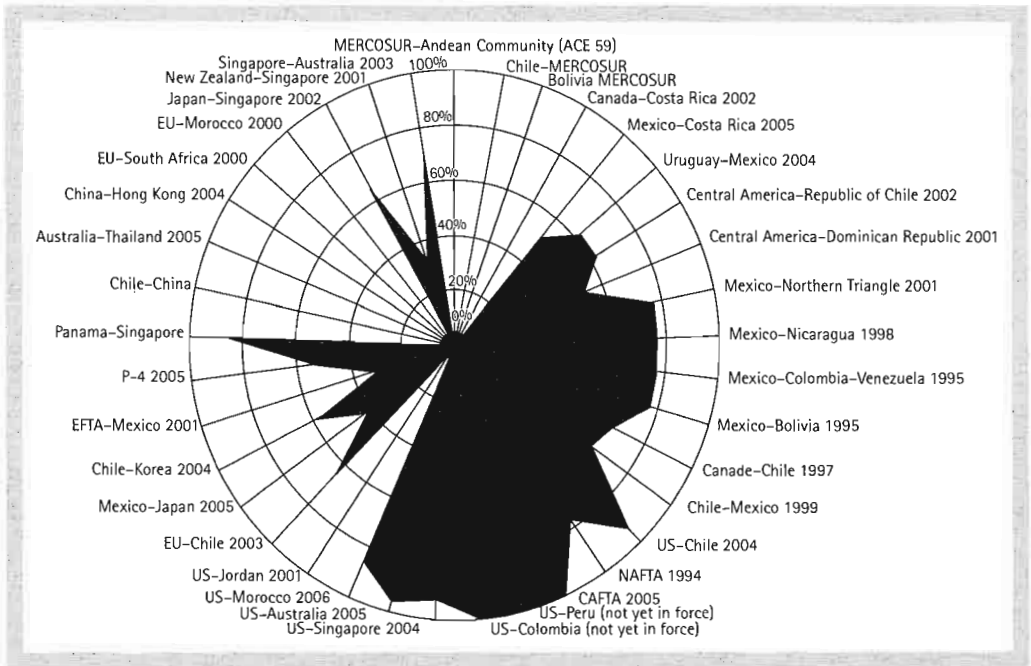 MERCOSUR–Andean Community (ACE 59)
Chile–MERCOSUR
Bolivia MERCOSUR
Canada–Costa Rica 2002
Mexico–Costa Rica 2005
Uruguay–Mexico 2004
Central America–Republic of Chile 2002
Central America–Dominican Republic 2001
Mexico–Northern Triangle 2001
Mexico–Nicaragua 1998
Mexico–Colombia–Venezuela 1995
Mexico–Bolivia 1995
Canade–Chile 1997
Chile–Mexico 1999
US–Chile 2004
NAFTA 1994
CAFTA 2005
US–Peru (not yet in force)
US–Colombia (not yet in force)
US–Singapore 2004
US–Australia 2005
US–Morocco 2006
US–Jordan 2001
EU–Chile 2003
Mexico–Japan 2005
Chile–Korea 2004
EFTA–Mexico 2001
P–4 2005
Panama–Singapore
Chile–China
Australia–Thailand 2005
China–Hong Kong 2004
EU–South Africa 2000
EU–Morocco 2000
Japan–Singapore 2002
New Zealand–Singapore 2001
Singapore–Australia 2003
100%
80%
60%
40%
20%
0%